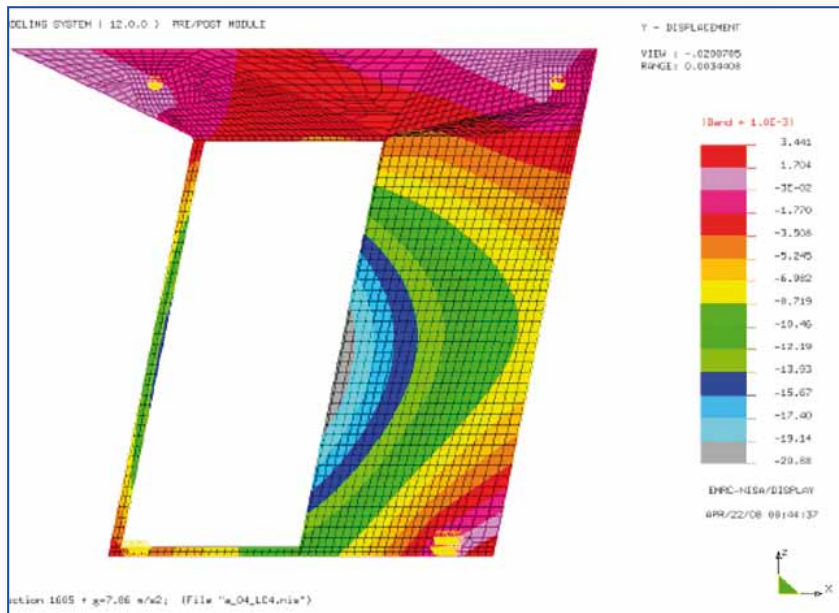 DELING SYSTEM ( 12.0.0 ) PRE/POST MODULE
Y - DISPLACEMENT
VIEW : -.0208785
RANGE: 0.0034408
(Band * 1.0E-3)
3.441
1.704
-3E-02
-1.770
-3.508
-5.245
-6.982
-8.719
-10.46
-12.19
-13.93
-15.67
-17.40
-19.14
-20.88
EMRC-NISA/DISPLAY
APR/22/08 08:44:37
Z
X
uction 1605 + g=7.86 m/s2; (File "a_04_LC4.nis")